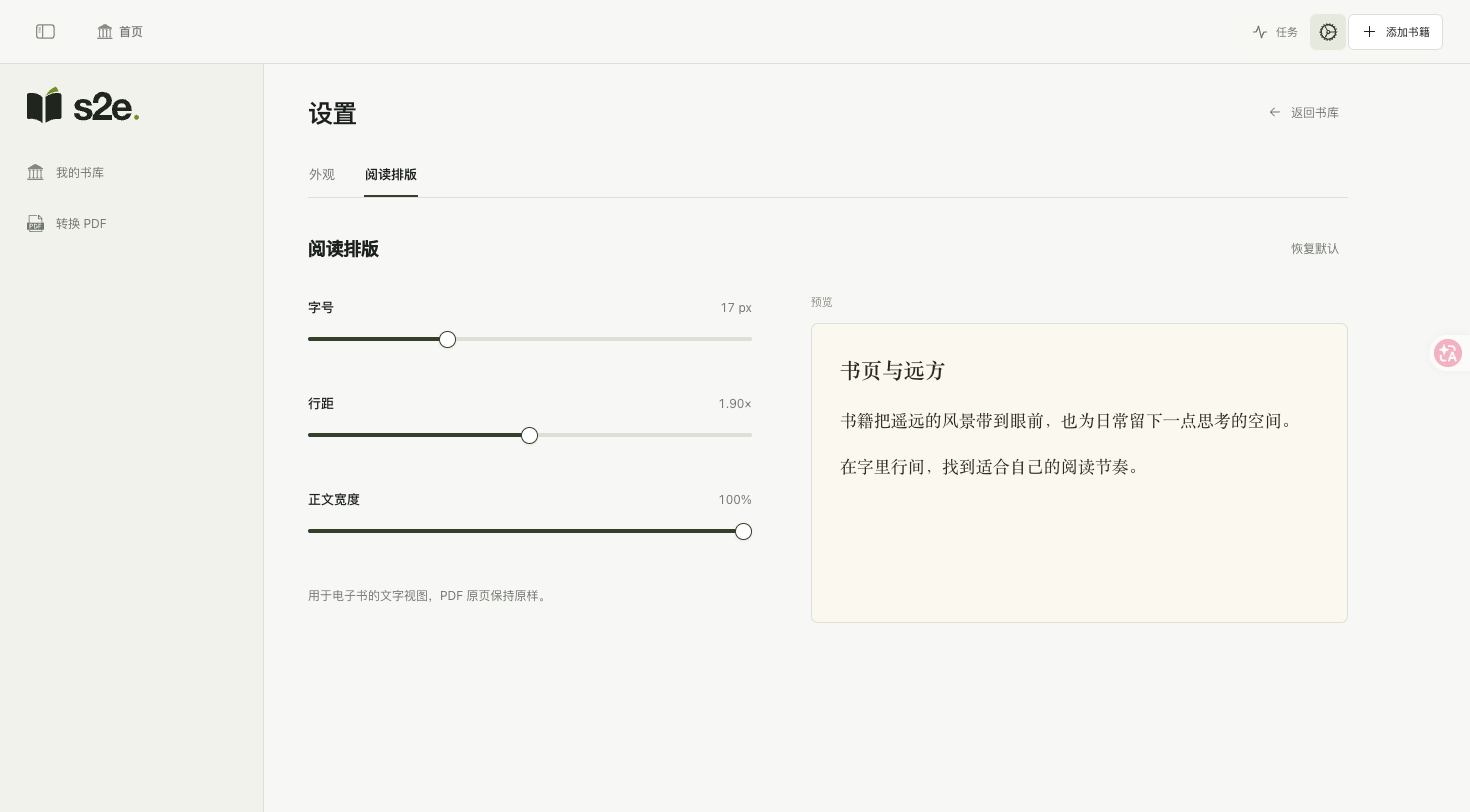 首页
任务
添加书籍
s2e.
我的书库
转换 PDF
设置
返回书库
外观
阅读排版
阅读排版
恢复默认
字号
17 px
行距
1.90×
正文宽度
100%
用于电子书的文字视图，PDF 原页保持原样。
预览
书页与远方
书籍把遥远的风景带到眼前，也为日常留下一点思考的空间。
在字里行间，找到适合自己的阅读节奏。